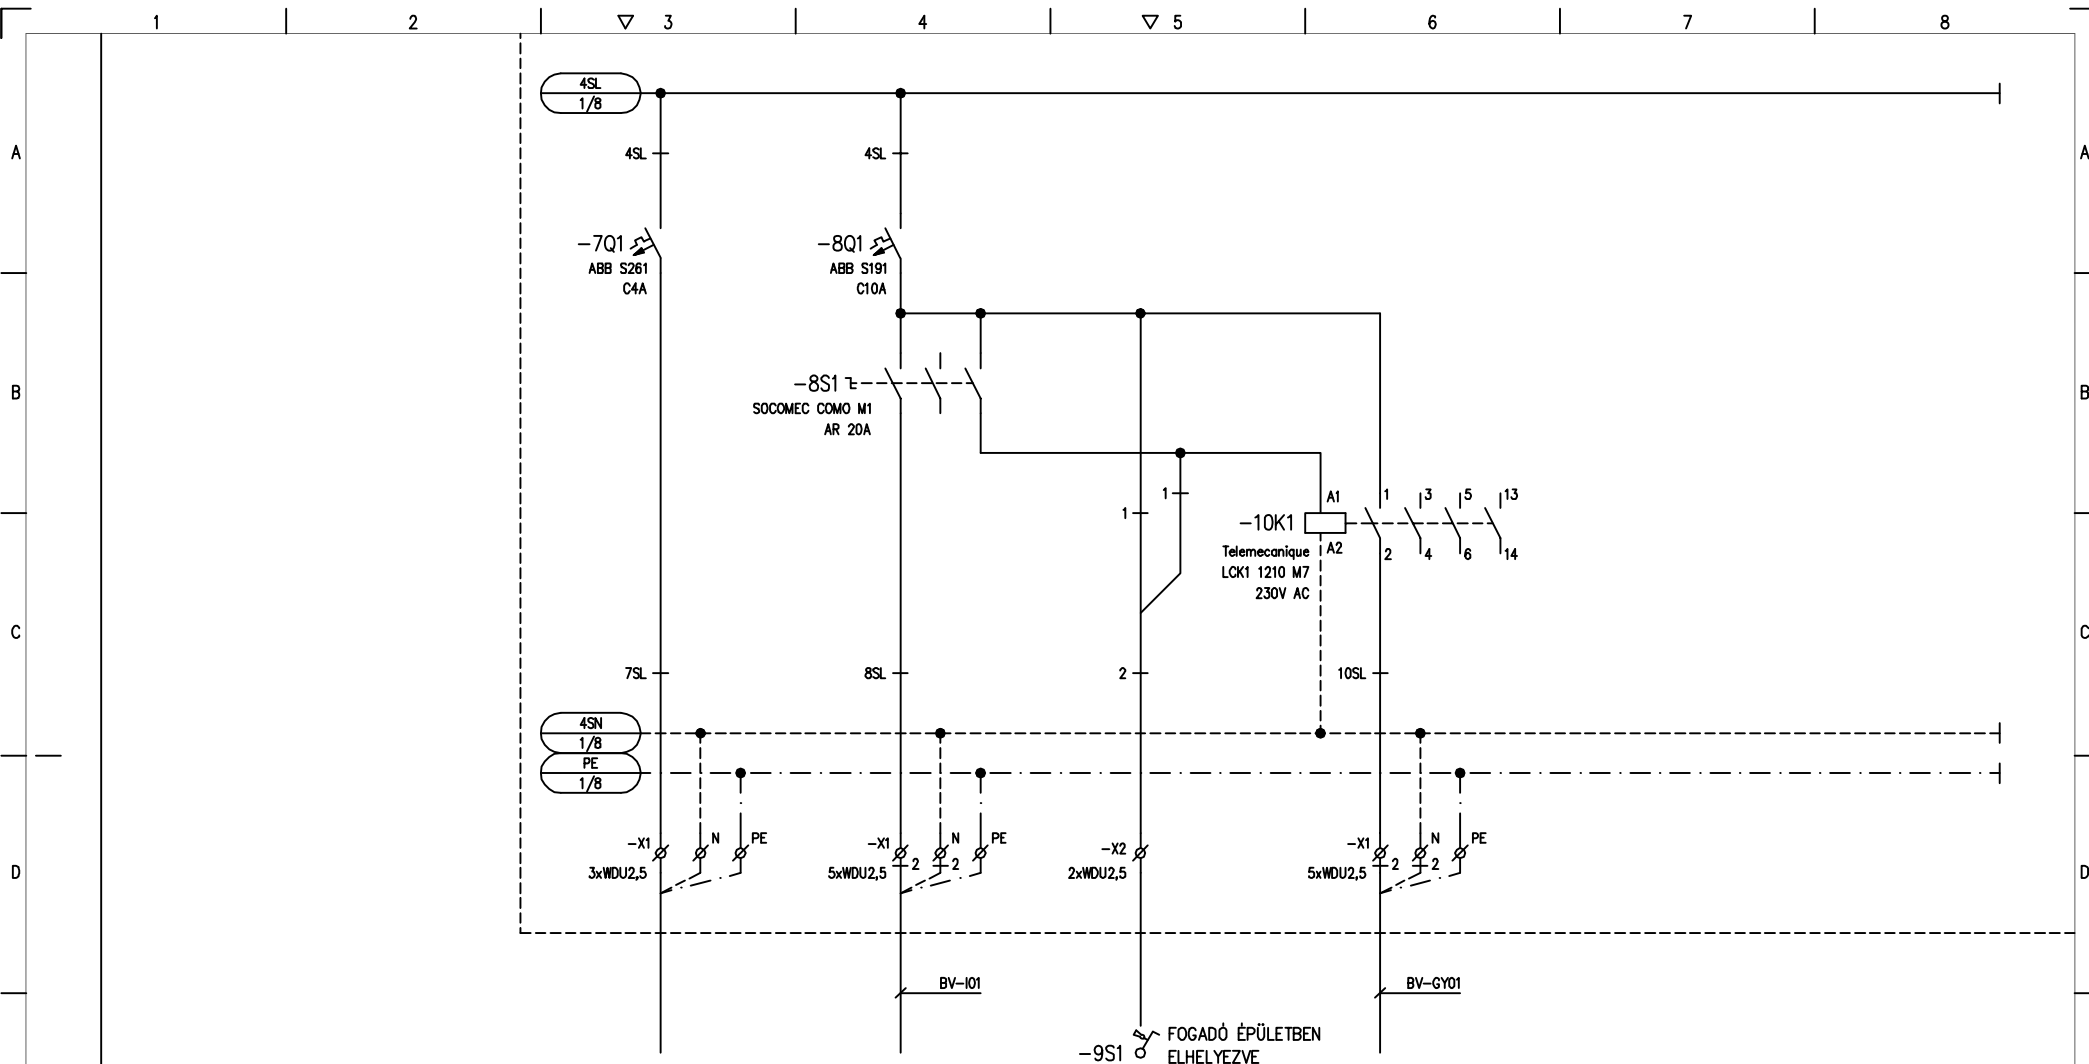 1 2 3 4 5 6 7 8
4SL
1/8
A A
4SL 4SL
-7Q1 -8Q1
ABB S261 ABB S191
C4A C10A
-8S1
B B
SOCOMEC COMO M1
AR 20A
1 A1 1 3 5 13
1 -10K1
Telemecanique A2 2 4 6 14
LCK1 1210 M7
230V AC
C C
7SL 8SL 2 10SL
4SN
1/8
PE
1/8
-X1 N PE -X1 N PE -X2 -X1 N PE
2 2 2 2
D 3xWDU2,5 5xWDU2,5 2xWDU2,5 5xWDU2,5 D
BV-I01 BV-GY01
FOGADÓ ÉPÜLETBEN
-9S1 ELHELYEZVE